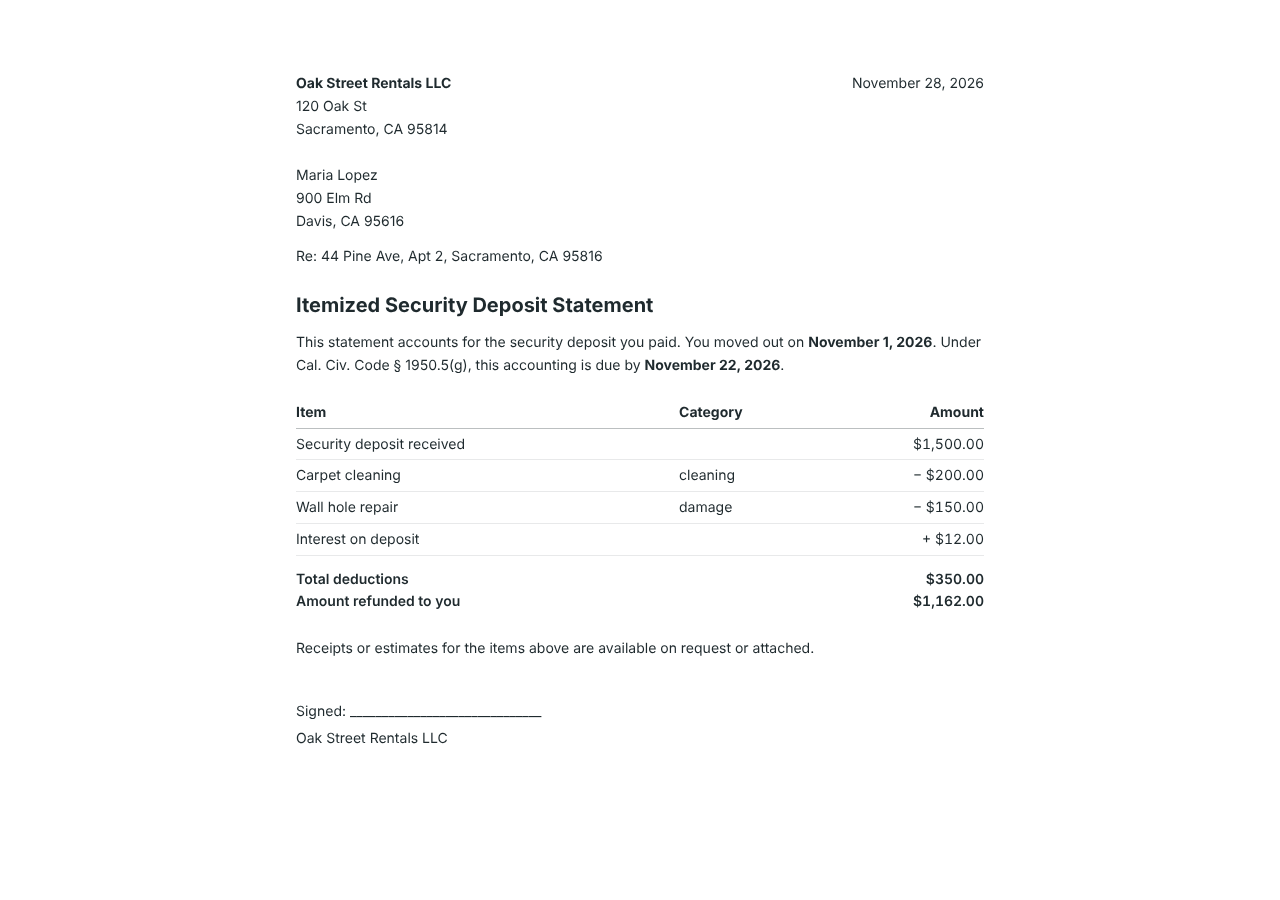 Oak Street Rentals LLC November 28, 2026
120 Oak St
Sacramento, CA 95814
Maria Lopez
900 Elm Rd
Davis, CA 95616
Re: 44 Pine Ave, Apt 2, Sacramento, CA 95816
Itemized Security Deposit Statement
This statement accounts for the security deposit you paid. You moved out on November 1, 2026. Under
Cal. Civ. Code § 1950.5(g), this accounting is due by November 22, 2026.
Item Category Amount
Security deposit received $1,500.00
Carpet cleaning cleaning − $200.00
Wall hole repair damage − $150.00
Interest on deposit + $12.00
Total deductions $350.00
Amount refunded to you $1,162.00
Receipts or estimates for the items above are available on request or attached.
Signed: ____________________________
Oak Street Rentals LLC